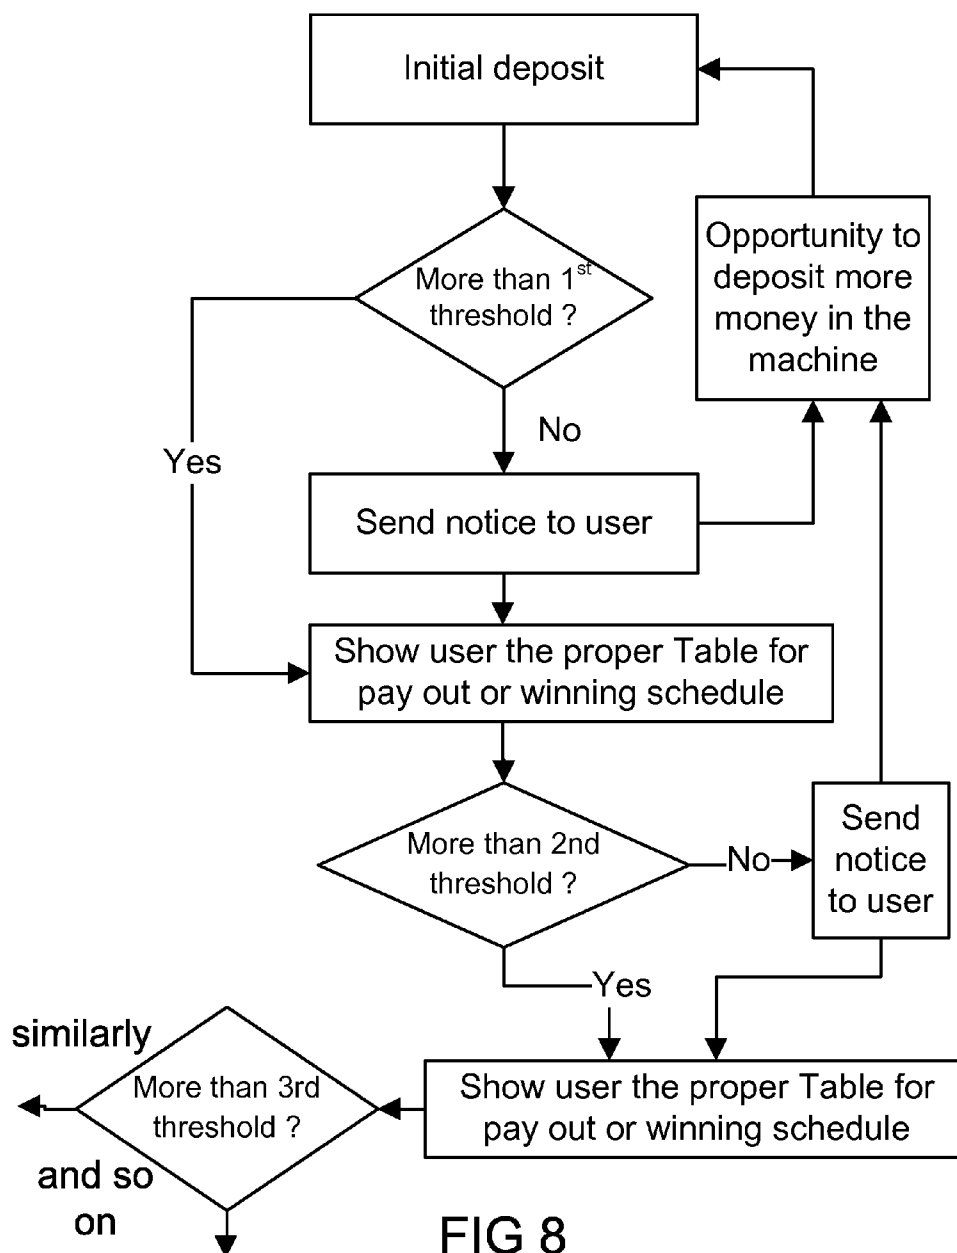 Initial deposit
Opportunity to
deposit more
money in the
machine
More than 1st
threshold ?
No
Yes
Send notice to user
Show user the proper Table for
pay out or winning schedule
More than 2nd
threshold ?
No
Send
notice
to user
Yes
similarly
More than 3rd
threshold ?
Show user the proper Table for
pay out or winning schedule
and so
on
FIG 8